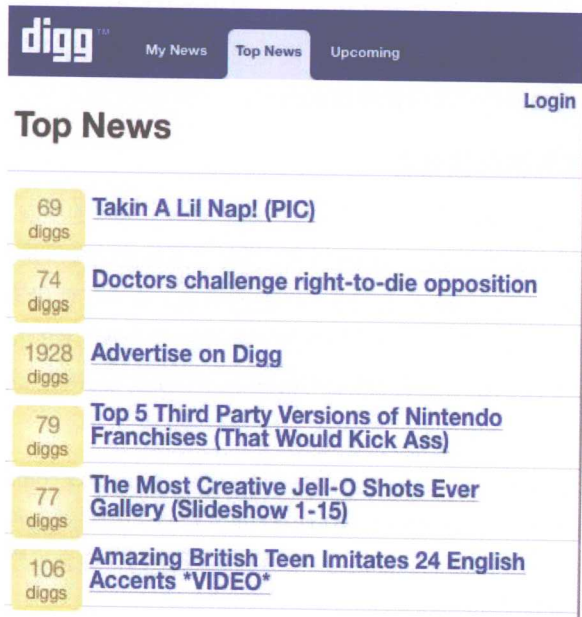 digg™
My News
Top News
Upcoming
Login
Top News
69
diggs
Takin A Lil Nap! (PIC)
74
diggs
Doctors challenge right-to-die opposition
1928
diggs
Advertise on Digg
79
diggs
Top 5 Third Party Versions of Nintendo
Franchises (That Would Kick Ass)
77
diggs
The Most Creative Jell-O Shots Ever
Gallery (Slideshow 1-15)
106
diggs
Amazing British Teen Imitates 24 English
Accents *VIDEO*